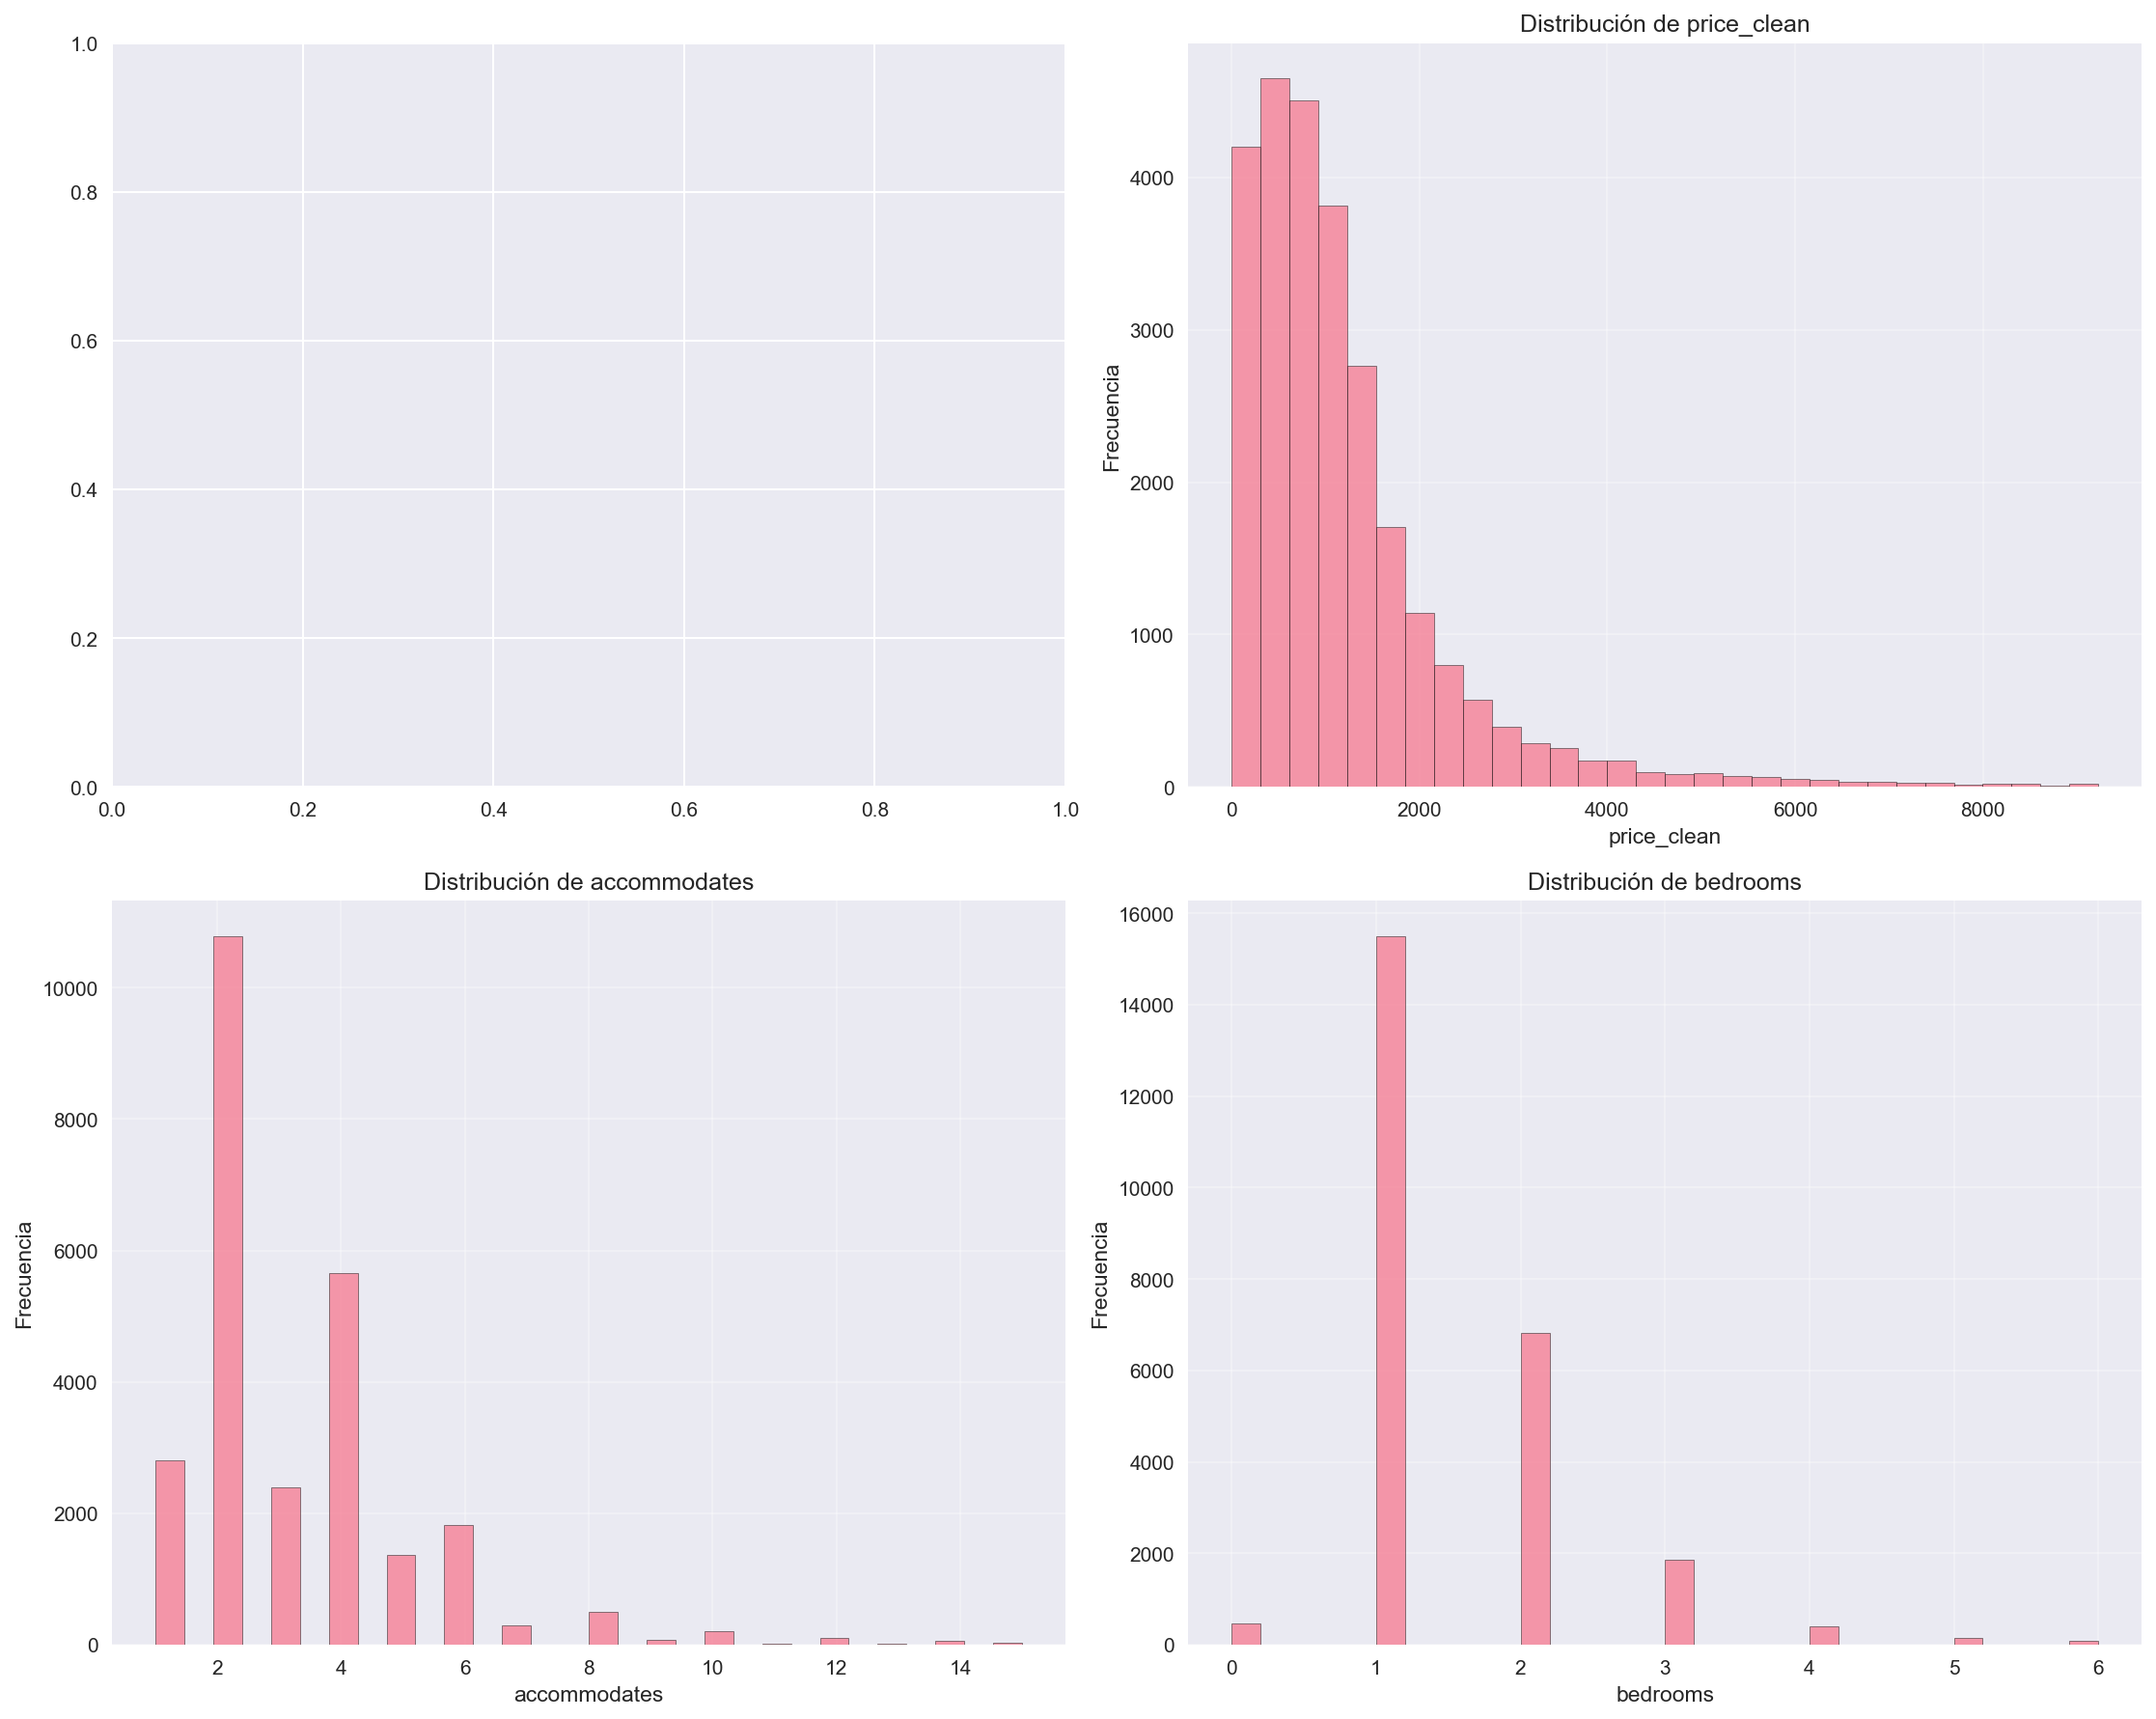 1.0
0.8
0.6
0.4
0.2
0.0
0.0 0.2 0.4 0.6 0.8 1.0
Distribución de price_clean
Frecuencia
4000
3000
2000
1000
0
0 2000 4000 6000 8000
price_clean
Distribución de accommodates
Frecuencia
10000
8000
6000
4000
2000
0
2 4 6 8 10 12 14
accommodates
Distribución de bedrooms
Frecuencia
16000
14000
12000
10000
8000
6000
4000
2000
0
0 1 2 3 4 5 6
bedrooms